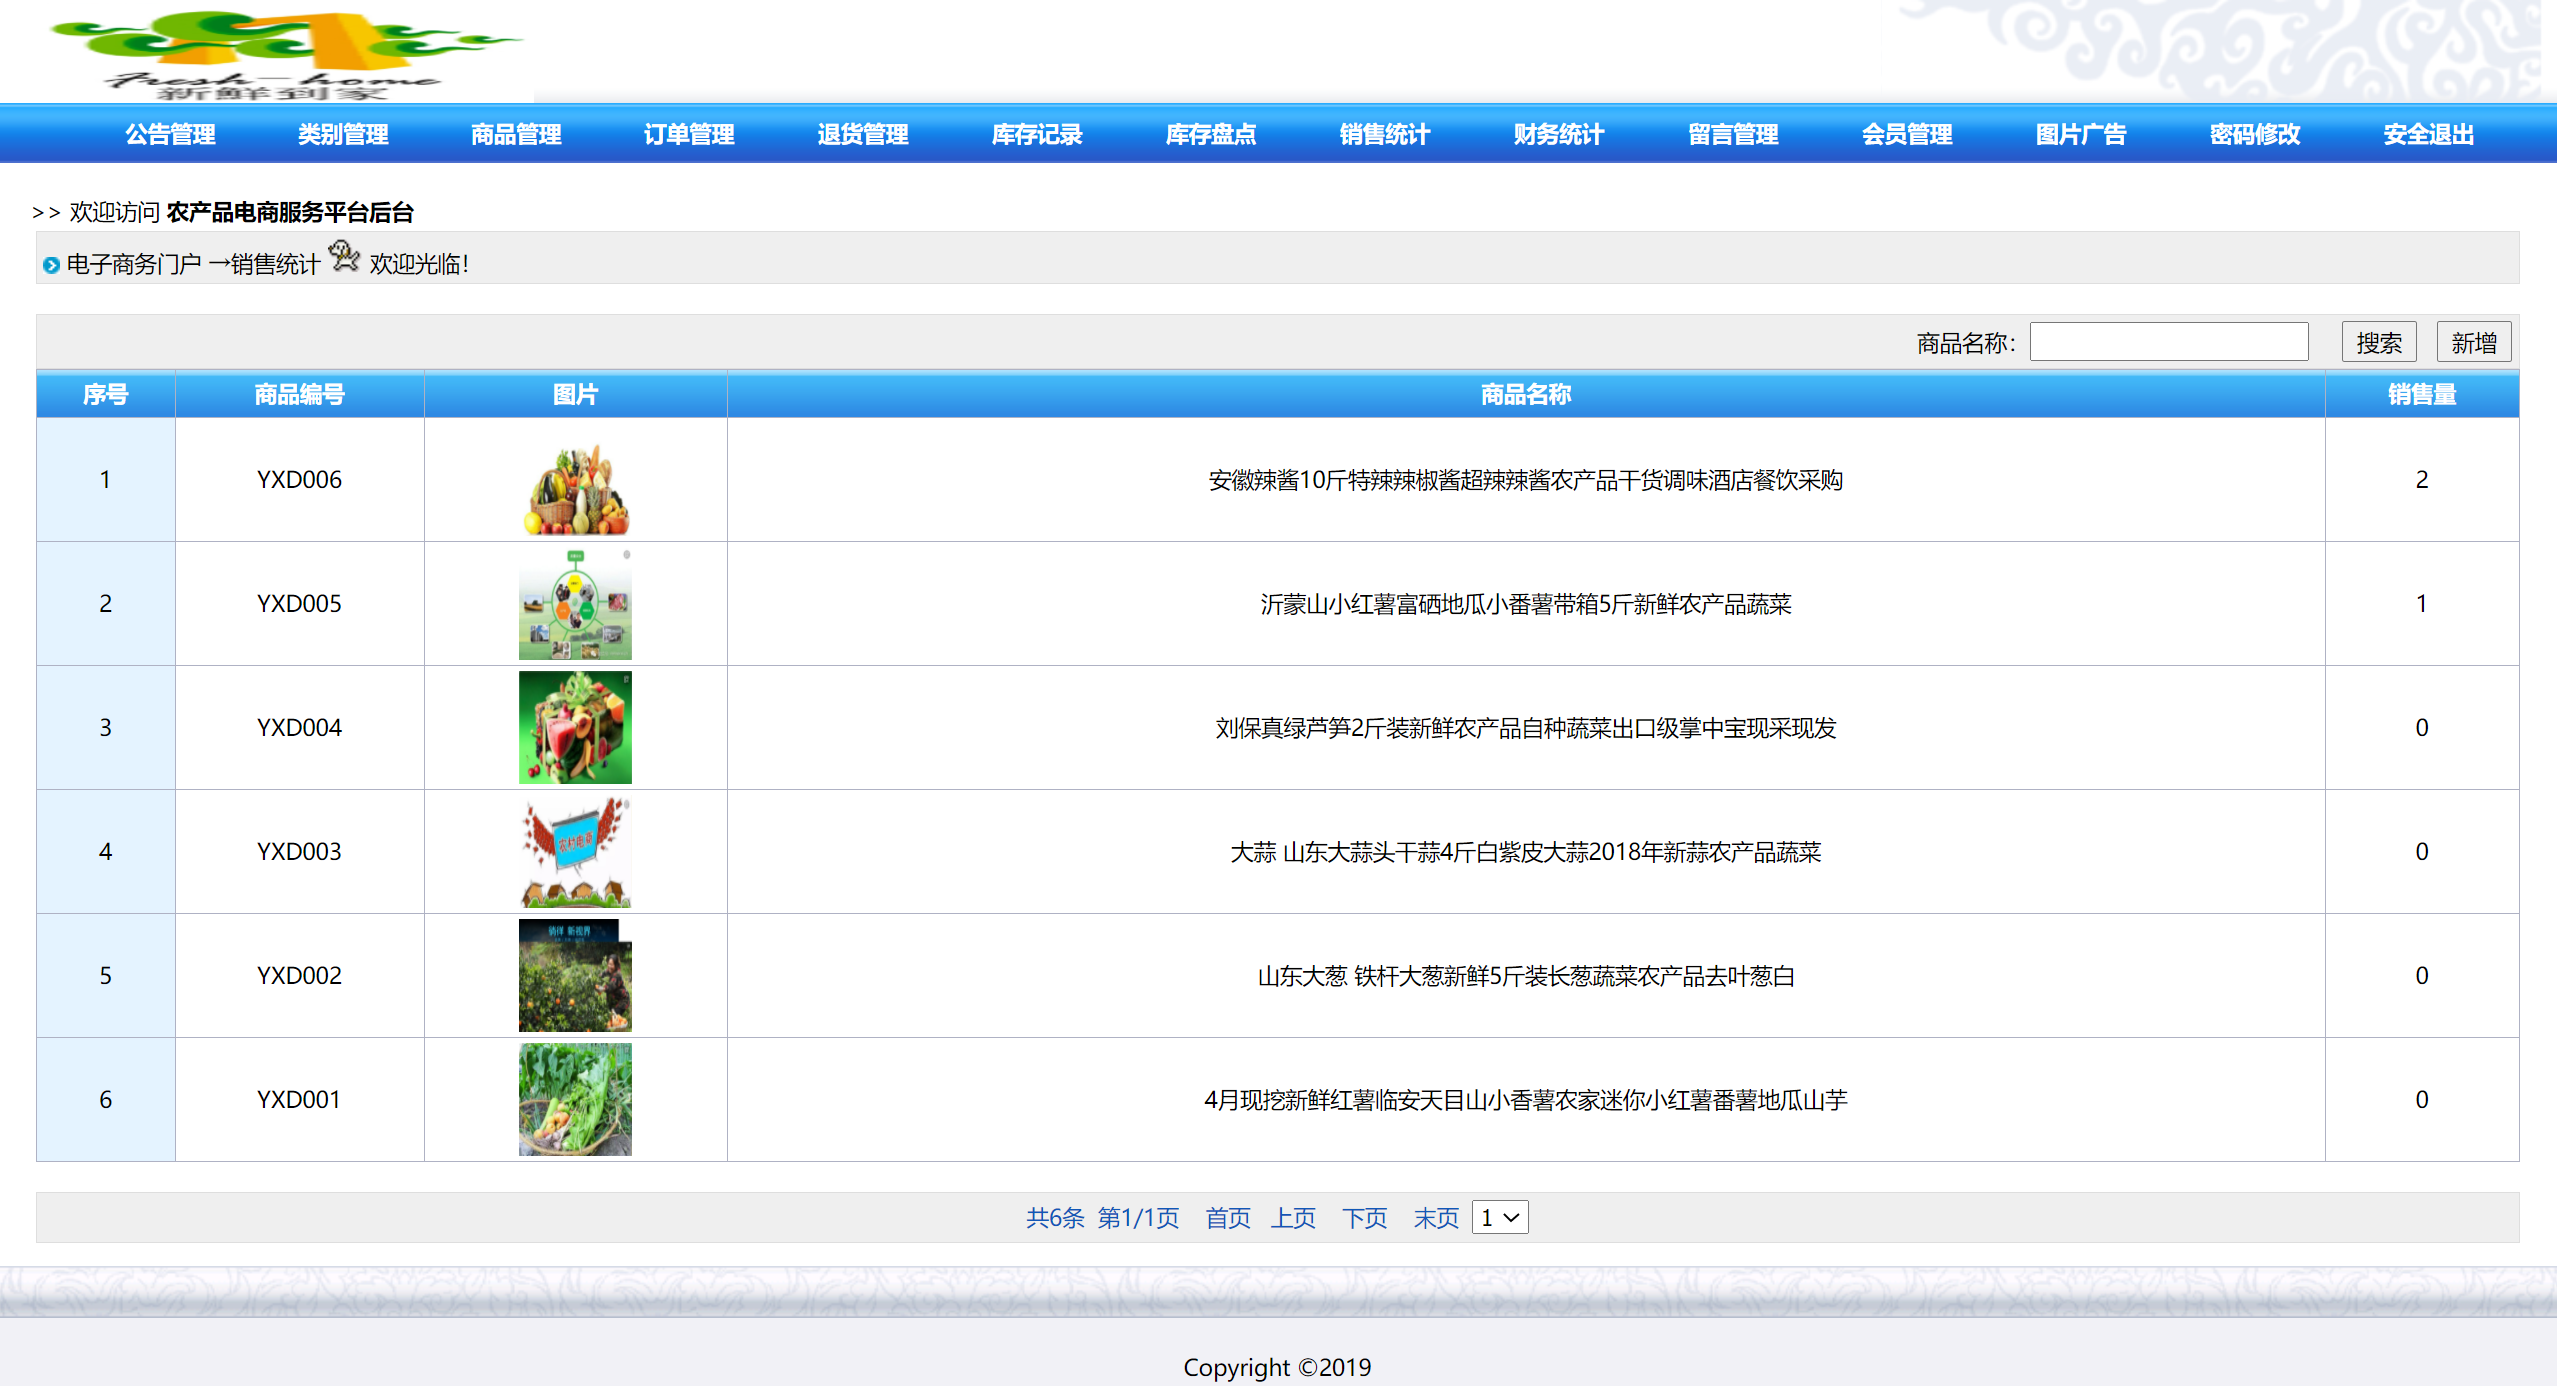 Fresh-home
新鲜到家
公告管理 类别管理 商品管理 订单管理 退货管理 库存记录 库存盘点 销售统计 财务统计 留言管理 会员管理 图片广告 密码修改 安全退出
>> 欢迎访问 农产品电商服务平台后台
电子商务门户 →销售统计 欢迎光临!
商品名称: 搜索 新增
序号 商品编号 图片 商品名称 销售量
1 YXD006 安徽辣酱10斤特辣辣椒酱超辣辣酱农产品干货调味酒店餐饮采购 2
2 YXD005 沂蒙山小红薯富硒地瓜小番薯带箱5斤新鲜农产品蔬菜 1
3 YXD004 刘保真绿芦笋2斤装新鲜农产品自种蔬菜出口级掌中宝现采现发 0
4 YXD003 农村电商 大蒜 山东大蒜头干蒜4斤白紫皮大蒜2018年新蒜农产品蔬菜 0
5 YXD002 山东大葱 铁杆大葱新鲜5斤装长葱蔬菜农产品去叶葱白 0
6 YXD001 4月现挖新鲜红薯临安天目山小香薯农家迷你小红薯番薯地瓜山芋 0
共6条 第1/1页 首页 上页 下页 末页 1
Copyright ©2019